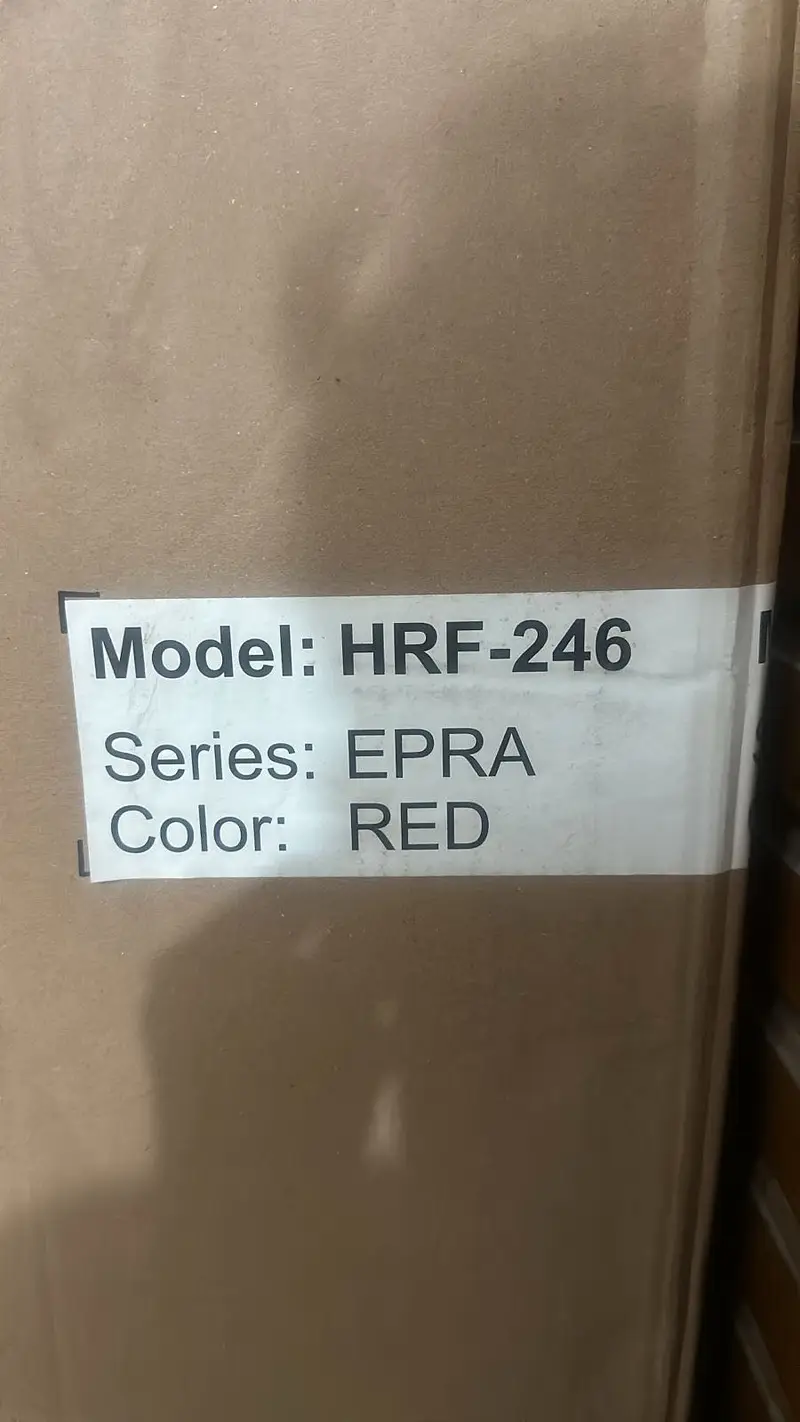 Model: HRF-246
Series: EPRA
Color: RED